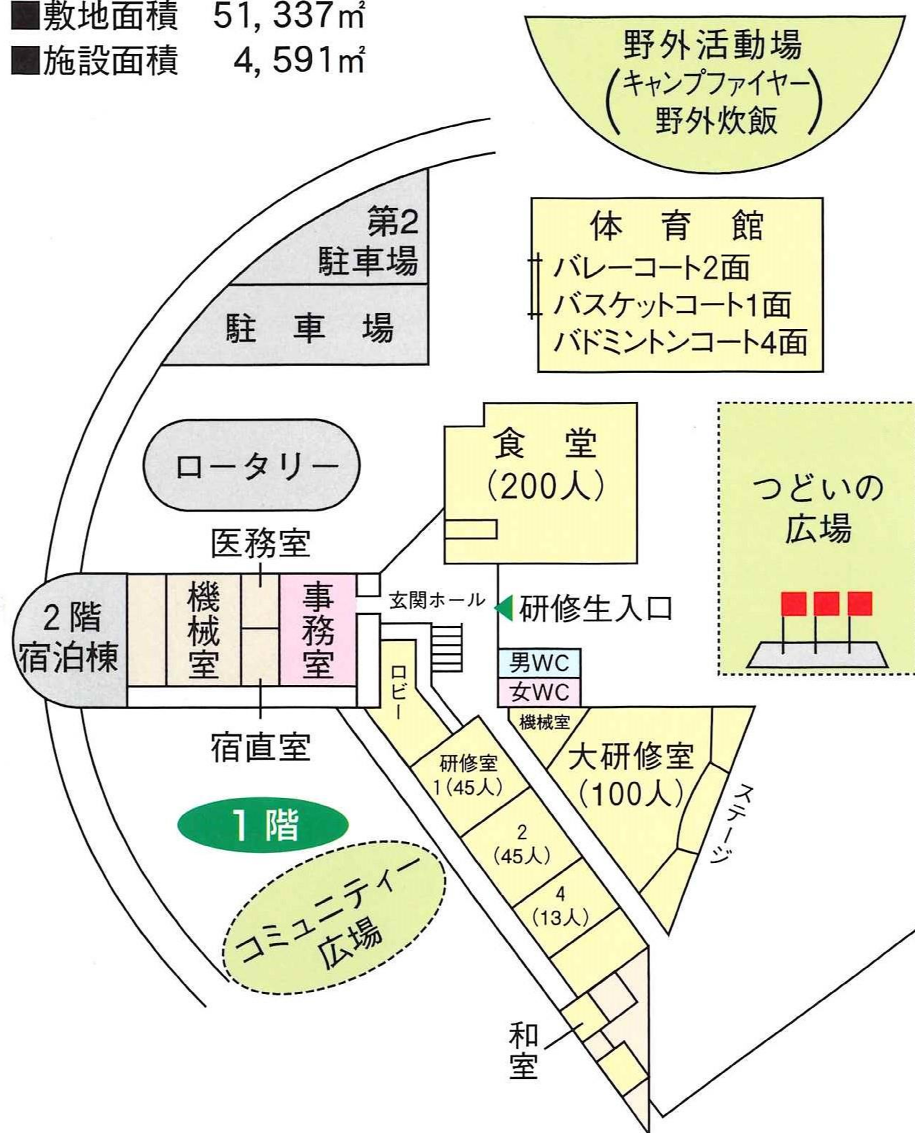 ■敷地面積 51,337㎡
■施設面積 4,591㎡
野外活動場
(キャンプファイヤー
野外炊飯)
第2
駐車場
駐車場
体育館
バレーコート2面
バスケットコート1面
バドミントンコート4面
ロータリー
食堂
(200人)
つどいの
広場
医務室
2階
宿泊棟
機械室
事務室
玄関ホール
研修生入口
男WC
女WC
ロビー
宿直室
機械室
大研修室
(100人)
ステージ
研修室
1(45人)
2
(45人)
4
(13人)
1階
コミュニティー
広場
和室